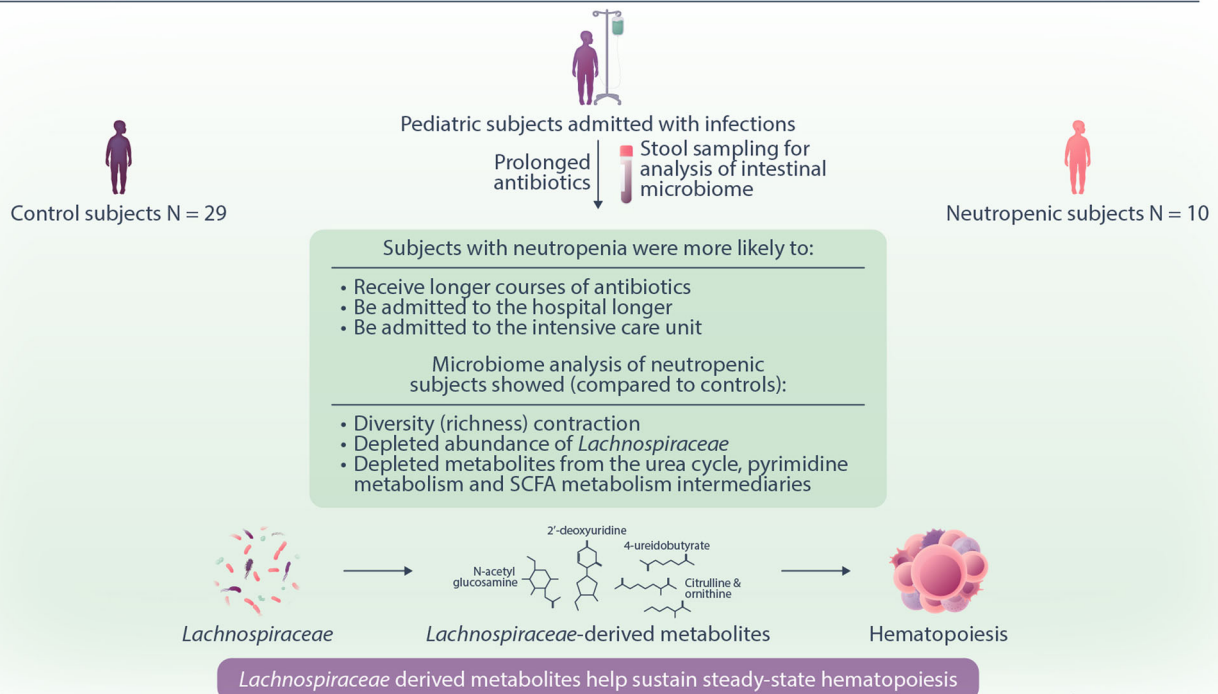 Pediatric subjects admitted with infections
Prolonged
antibiotics
Stool sampling for
analysis of intestinal
microbiome
Control subjects N = 29
Neutropenic subjects N = 10
Subjects with neutropenia were more likely to:
• Receive longer courses of antibiotics
• Be admitted to the hospital longer
• Be admitted to the intensive care unit
Microbiome analysis of neutropenic
subjects showed (compared to controls):
• Diversity (richness) contraction
• Depleted abundance of Lachnospiraceae
• Depleted metabolites from the urea cycle, pyrimidine
metabolism and SCFA metabolism intermediaries
2′-deoxyuridine
4-ureidobutyrate
N-acetyl
glucosamine
Citrulline &
ornithine
Lachnospiraceae
Lachnospiraceae-derived metabolites
Hematopoiesis
Lachnospiraceae derived metabolites help sustain steady-state hematopoiesis